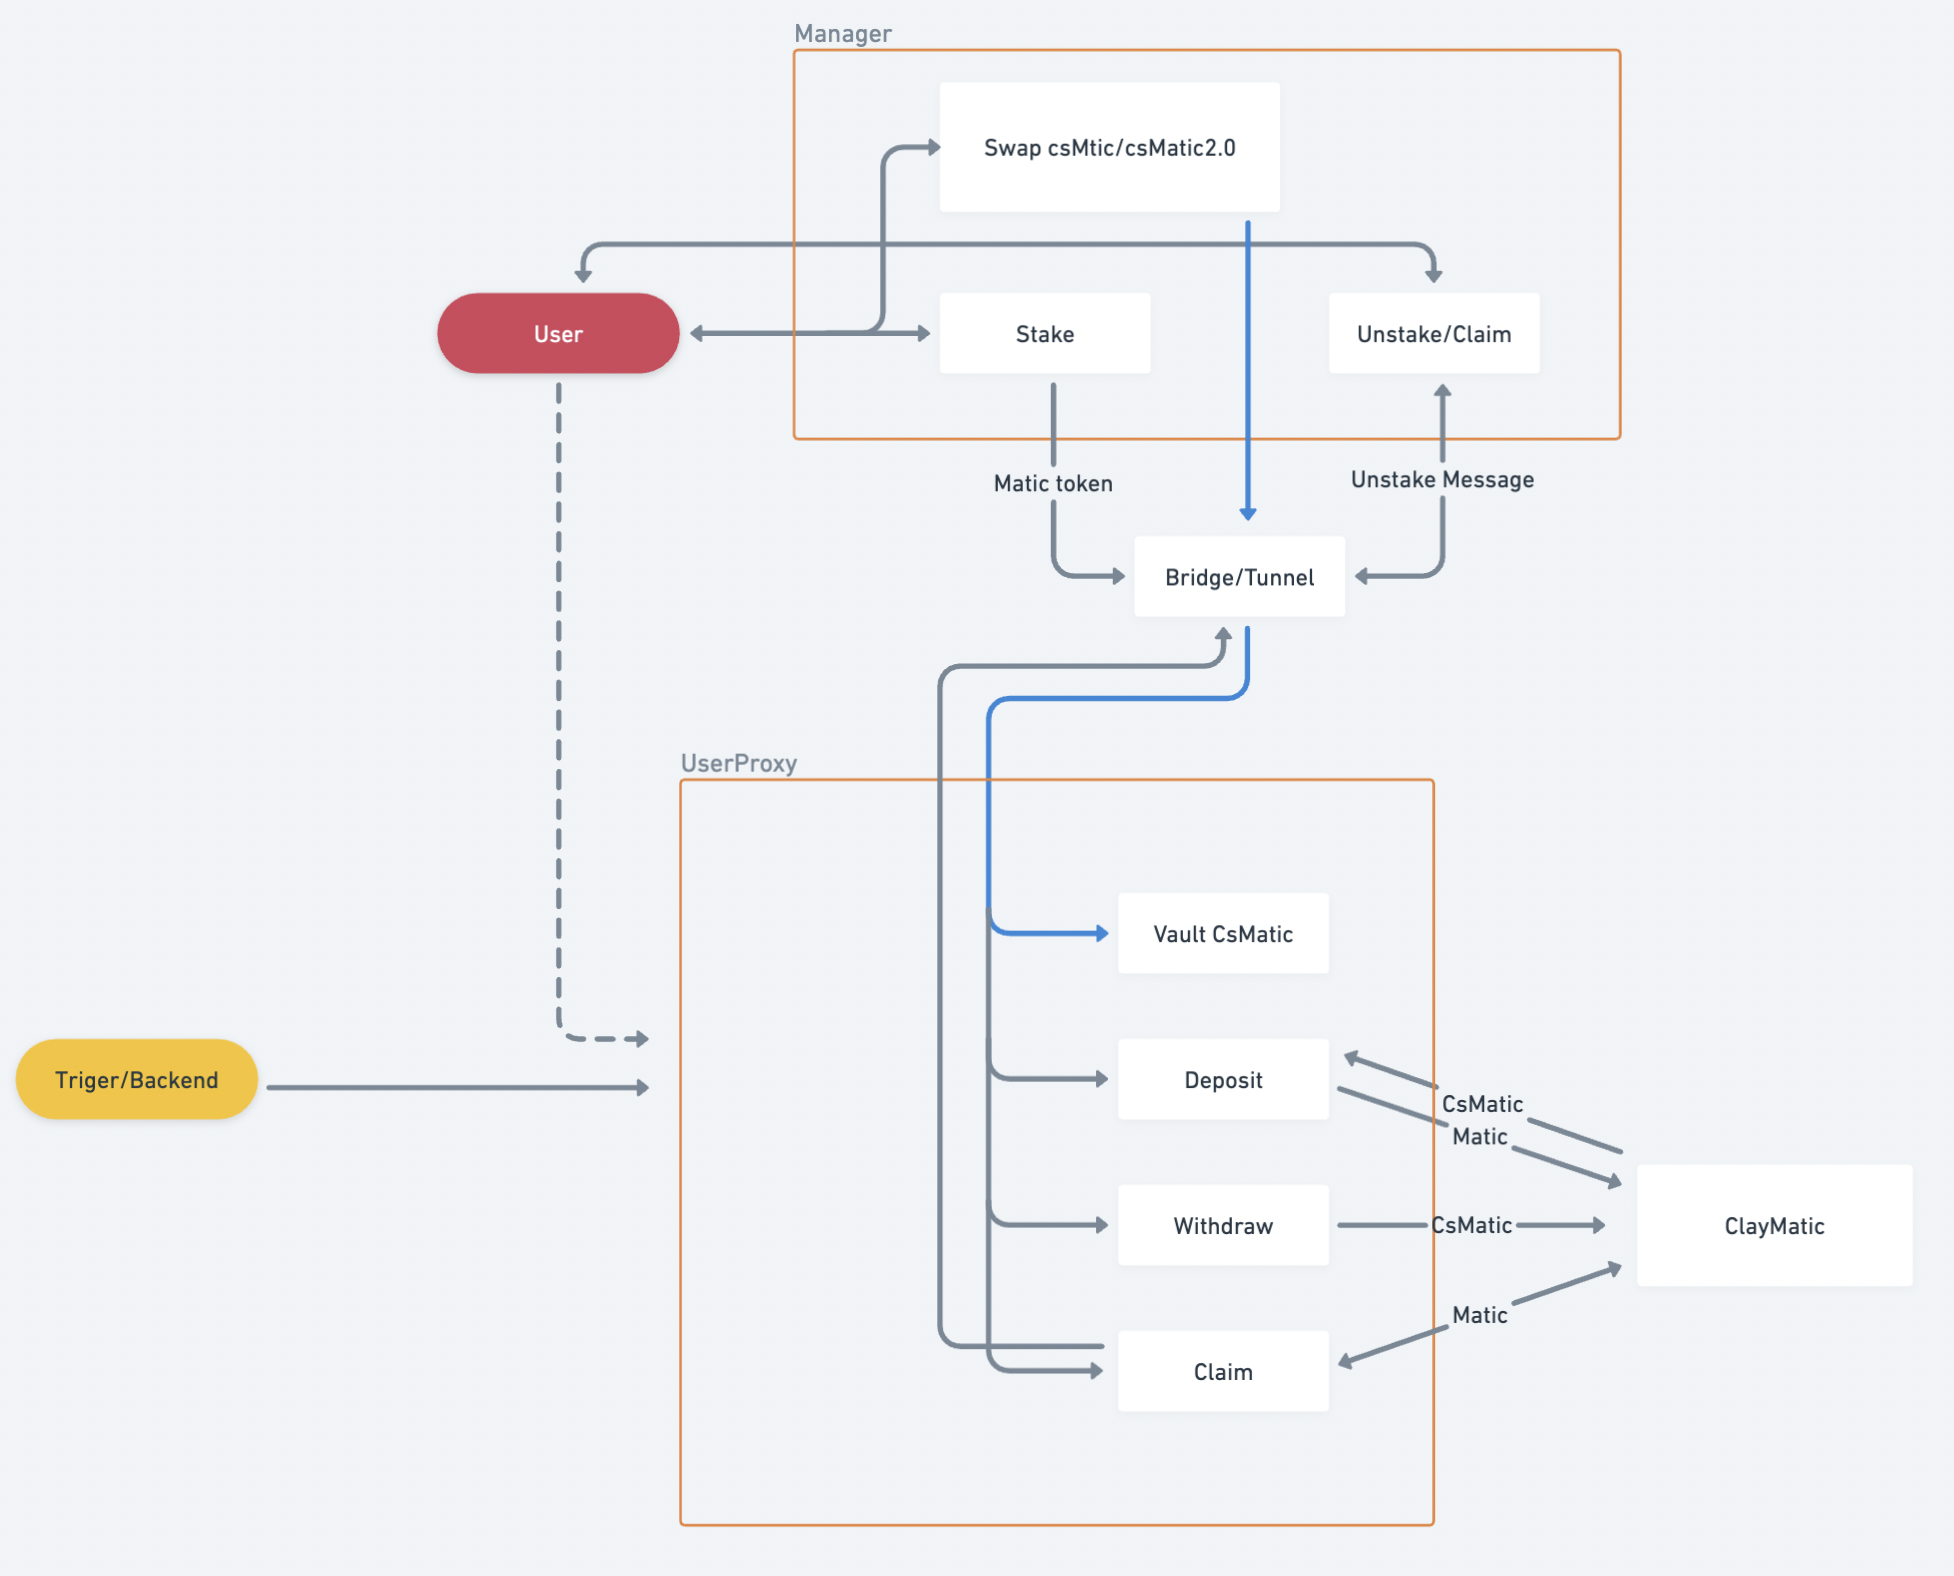 Manager
Swap csMtic/csMatic2.0
User
Stake
Unstake/Claim
Matic token
Unstake Message
Bridge/Tunnel
UserProxy
Vault CsMatic
Triger/Backend
Deposit
CsMatic
Matic
Withdraw
CsMatic
ClayMatic
Matic
Claim